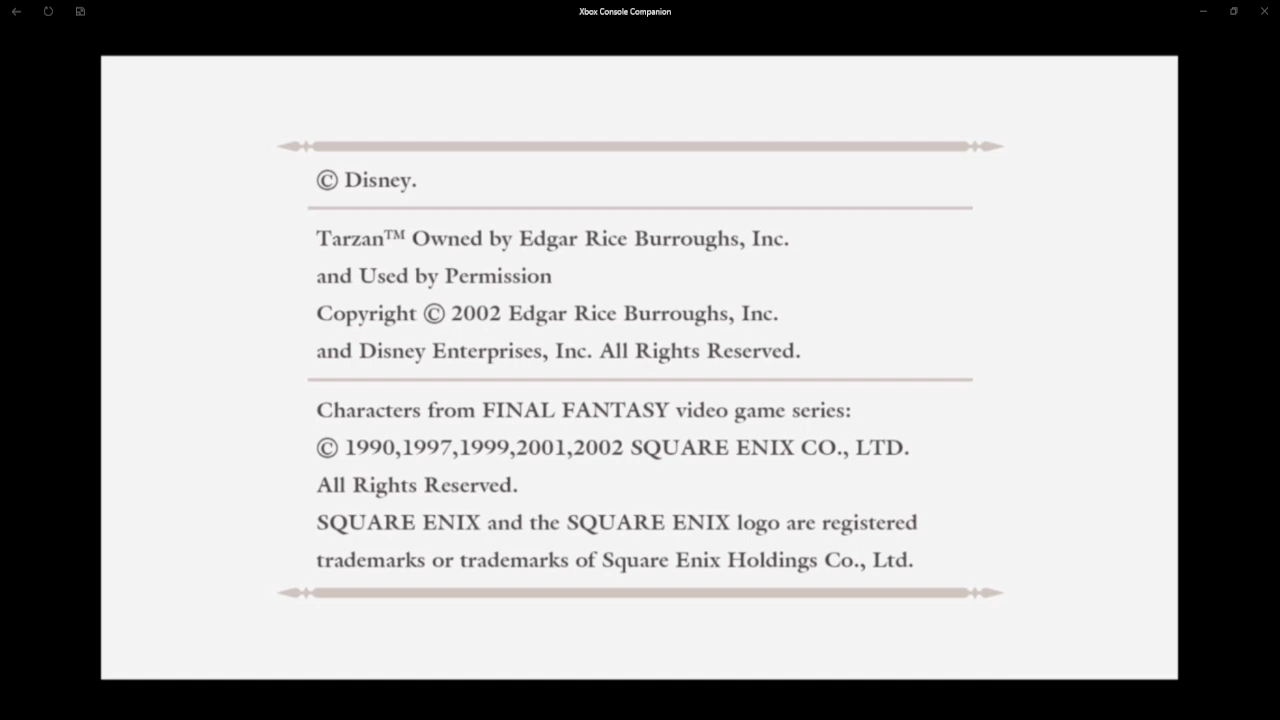 Xbox Console Companion
© Disney.
Tarzan™ Owned by Edgar Rice Burroughs, Inc.
and Used by Permission
Copyright © 2002 Edgar Rice Burroughs, Inc.
and Disney Enterprises, Inc. All Rights Reserved.
Characters from FINAL FANTASY video game series:
© 1990,1997,1999,2001,2002 SQUARE ENIX CO., LTD.
All Rights Reserved.
SQUARE ENIX and the SQUARE ENIX logo are registered
trademarks or trademarks of Square Enix Holdings Co., Ltd.